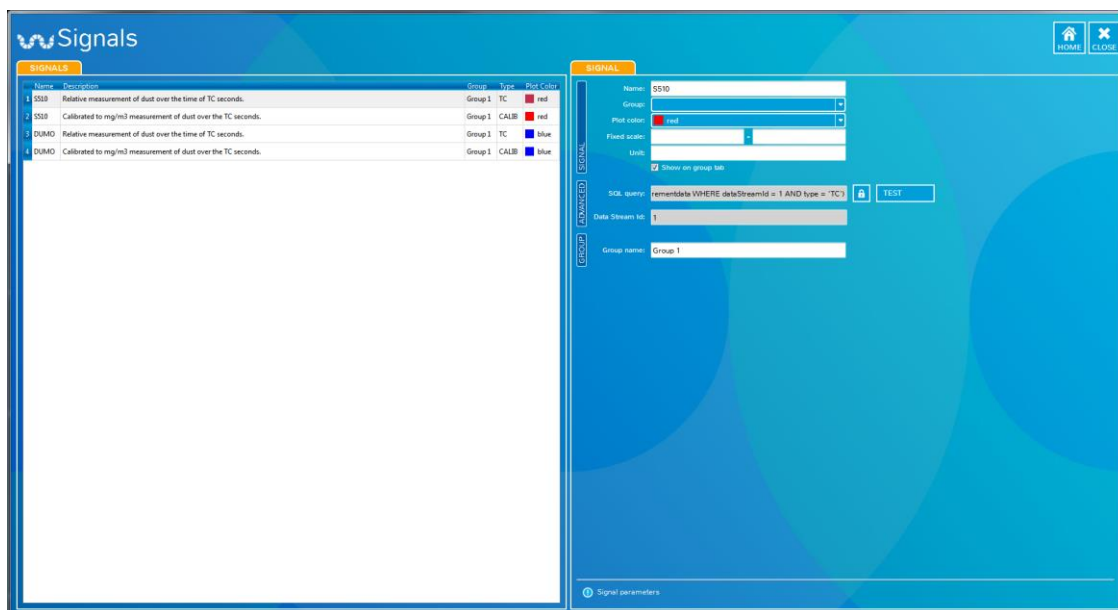 Signals
HOME
CLOSE
SIGNALS
Name Description Group Type Plot Color
1 S510 Relative measurement of dust over the time of TC seconds. Group 1 TC red
2 S510 Calibrated to mg/m3 measurement of dust over the TC seconds. Group 1 CALIB red
3 DUMO Relative measurement of dust over the time of TC seconds. Group 1 TC blue
4 DUMO Calibrated to mg/m3 measurement of dust over the TC seconds. Group 1 CALIB blue
SIGNAL
SIGNAL
Name: S510
Group:
Plot color: red
Fixed scale: -
Unit:
Show on group tab
ADVANCED
SQL query: rementdata WHERE dataStreamId = 1 AND type = "TC") TEST
Data Stream Id: 1
GROUP
Group name: Group 1
Signal parameters